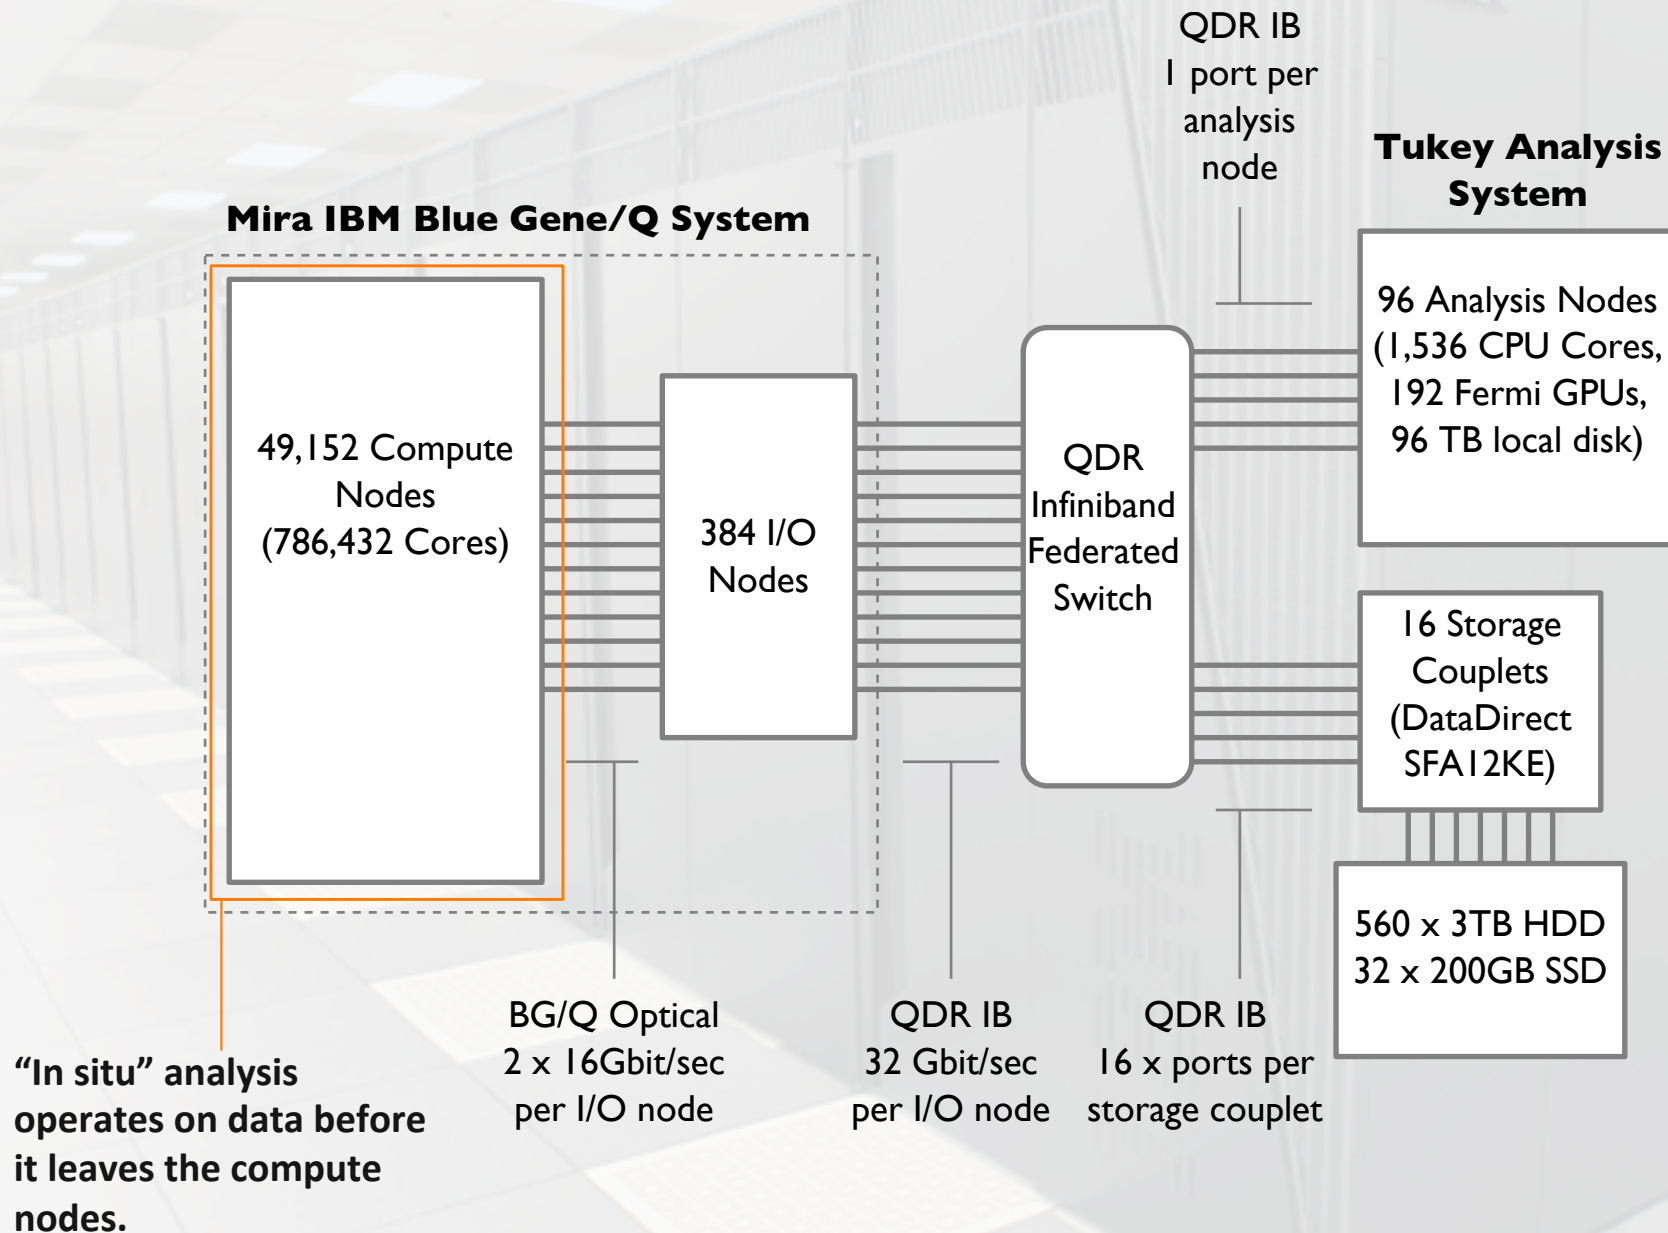 QDR IB
1 port per
analysis
node
Tukey Analysis
System
Mira IBM Blue Gene/Q System
96 Analysis Nodes
(1,536 CPU Cores,
192 Fermi GPUs,
96 TB local disk)
49,152 Compute
Nodes
(786,432 Cores)
384 I/O
Nodes
QDR
Infiniband
Federated
Switch
16 Storage
Couplets
(DataDirect
SFA12KE)
560 x 3TB HDD
32 x 200GB SSD
BG/Q Optical
2 x 16Gbit/sec
per I/O node
QDR IB
32 Gbit/sec
per I/O node
QDR IB
16 x ports per
storage couplet
“In situ” analysis
operates on data before
it leaves the compute
nodes.